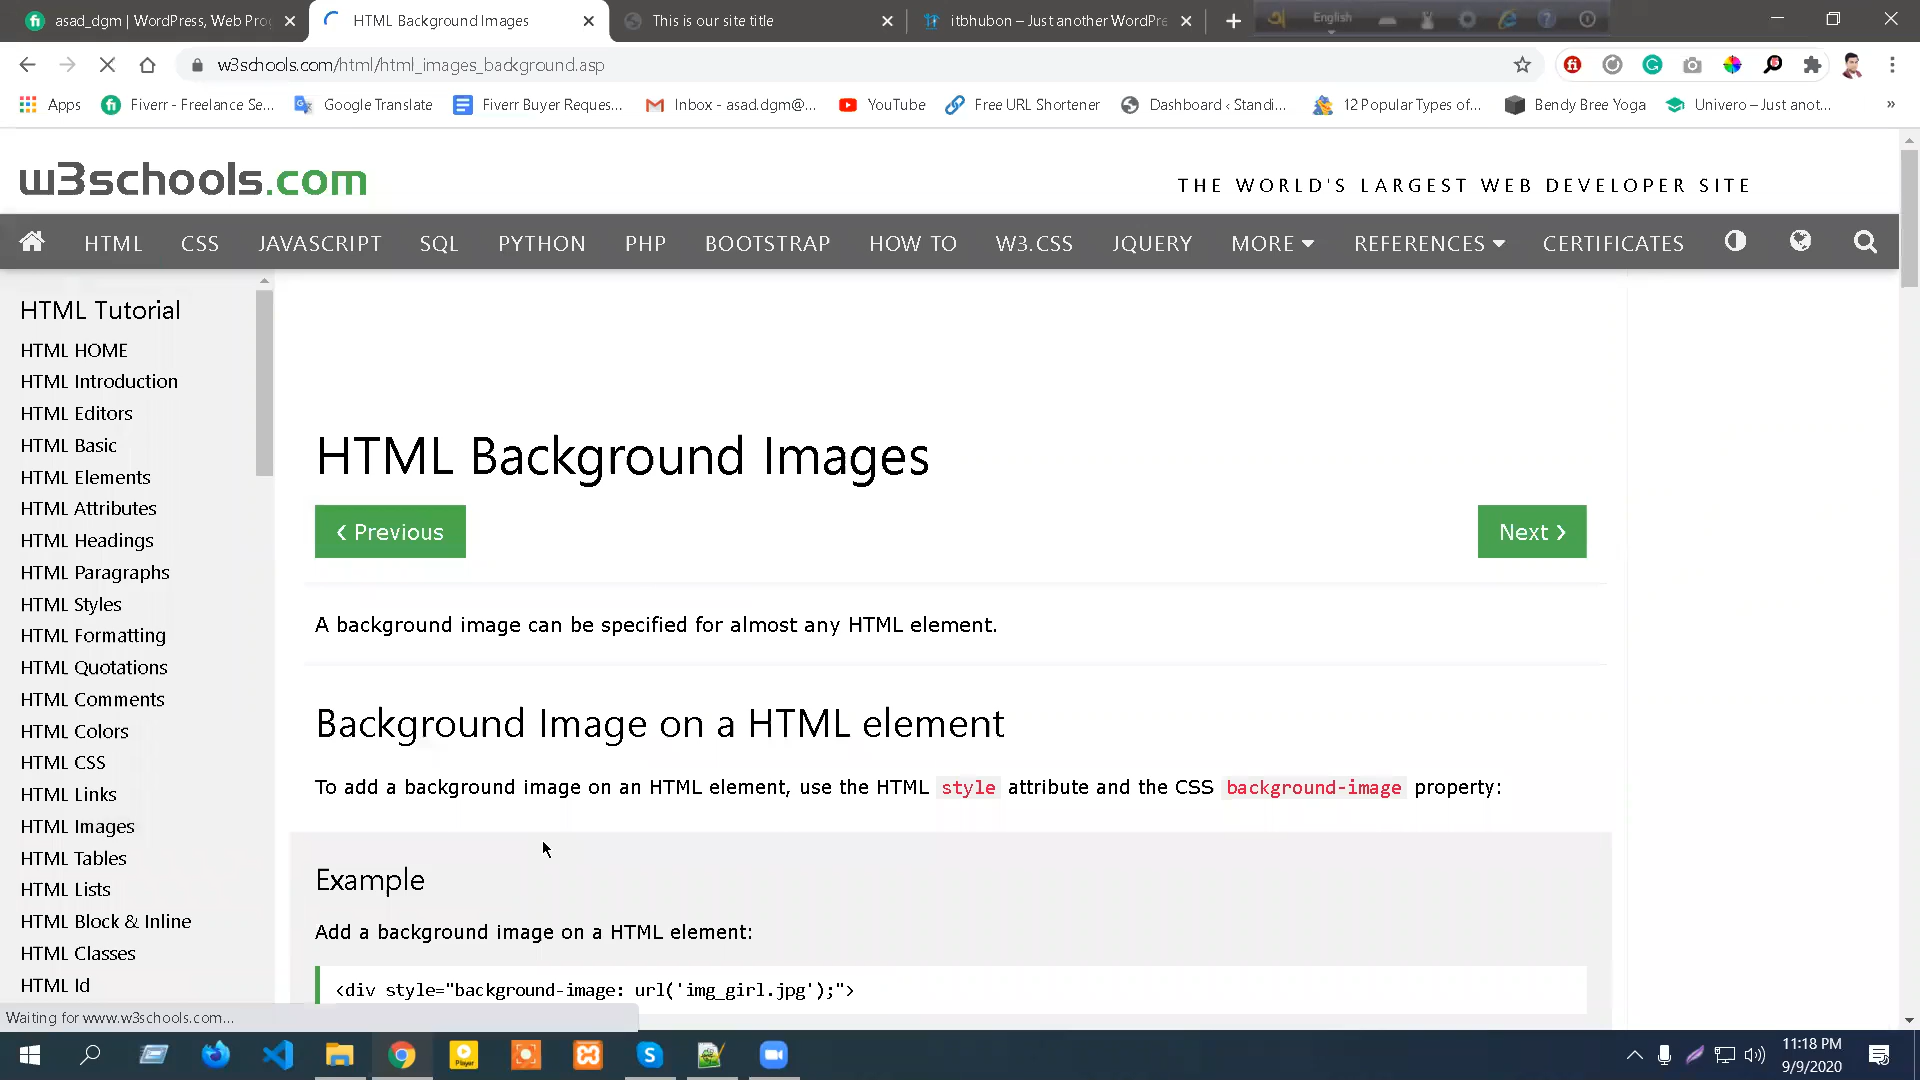 asad_dgm | WordPress, Web Pro
HTML Background Images
This is our site title
itbhubon – Just another WordPre
English
w3schools.com/html/html_images_background.asp
Apps
Fiverr - Freelance Se...
Google Translate
Fiverr Buyer Reques...
Inbox - asad.dgm@...
YouTube
Free URL Shortener
Dashboard ‹ Standi...
12 Popular Types of...
Bendy Bree Yoga
Univero – Just anot...
»
w3schools.com
THE WORLD'S LARGEST WEB DEVELOPER SITE
HTML CSS JAVASCRIPT SQL PYTHON PHP BOOTSTRAP HOW TO W3.CSS JQUERY MORE REFERENCES CERTIFICATES
HTML Tutorial
HTML HOME
HTML Introduction
HTML Editors
HTML Basic
HTML Elements
HTML Attributes
HTML Headings
HTML Paragraphs
HTML Styles
HTML Formatting
HTML Quotations
HTML Comments
HTML Colors
HTML CSS
HTML Links
HTML Images
HTML Tables
HTML Lists
HTML Block & Inline
HTML Classes
HTML Id
HTML Background Images
❮ Previous
Next ❯
A background image can be specified for almost any HTML element.
Background Image on a HTML element
To add a background image on an HTML element, use the HTML style attribute and the CSS background-image property:
Example
Add a background image on a HTML element:
<div style="background-image: url('img_girl.jpg');">
Waiting for www.w3schools.com...
Player
11:18 PM
9/9/2020